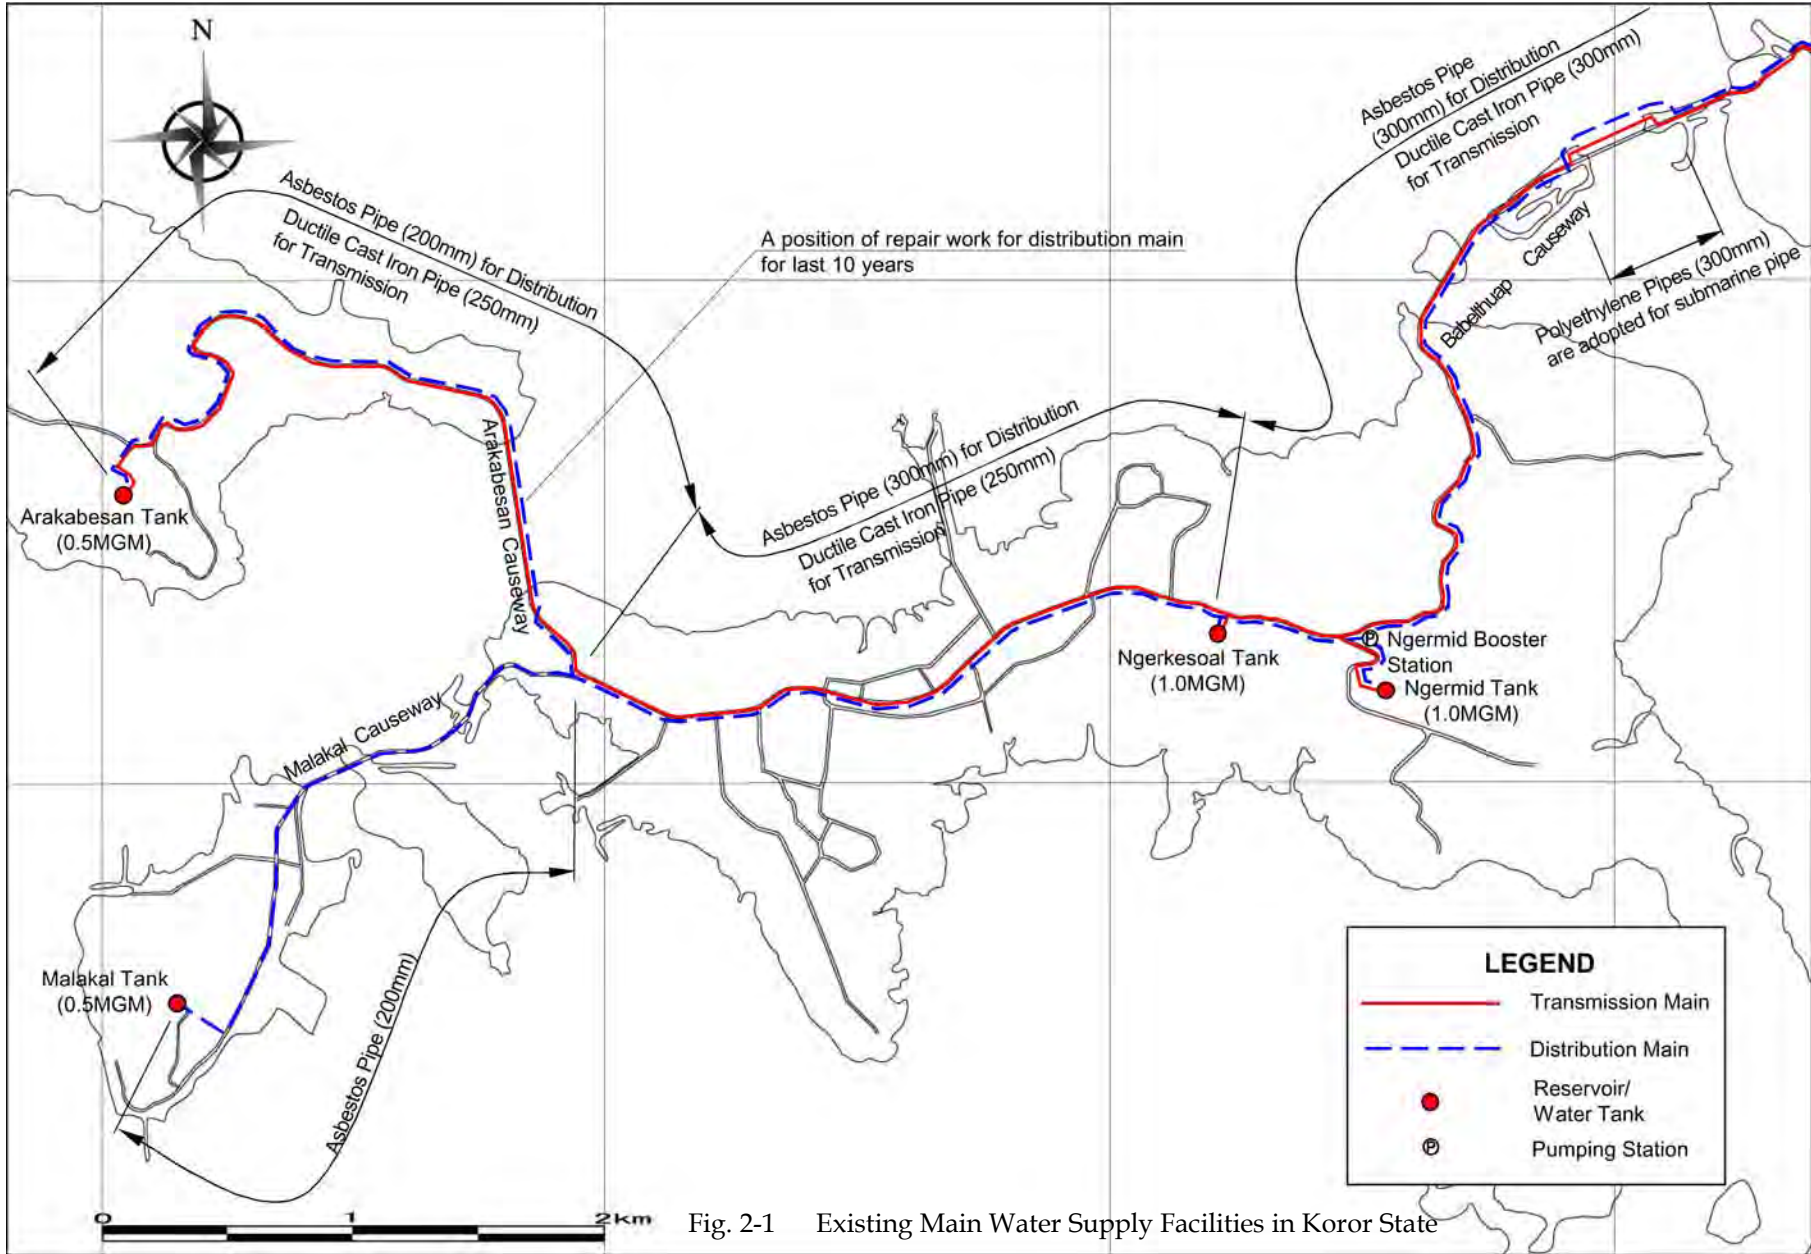 N
Asbestos Pipe (200mm) for Distribution
Ductile Cast Iron Pipe (250mm)
for Transmission
A position of repair work for distribution main
for last 10 years
Asbestos Pipe
(300mm) for Distribution
Ductile Cast Iron Pipe (300mm)
for Transmission
Babelthuap Causeway
Polyethylene Pipes (300mm)
are adopted for submarine pipe
Asbestos Pipe (300mm) for Distribution
Ductile Cast Iron Pipe (250mm)
for Transmission
Arakabesan Causeway
Arakabesan Tank
(0.5MGM)
Ngerkesoal Tank
(1.0MGM)
P
Ngermid Booster
Station
Ngermid Tank
(1.0MGM)
Malakal Causeway
Malakal Tank
(0.5MGM)
Asbestos Pipe (200mm)
LEGEND
Transmission Main
Distribution Main
Reservoir/
Water Tank
P
Pumping Station
0 1 2km
Fig. 2-1 Existing Main Water Supply Facilities in Koror State